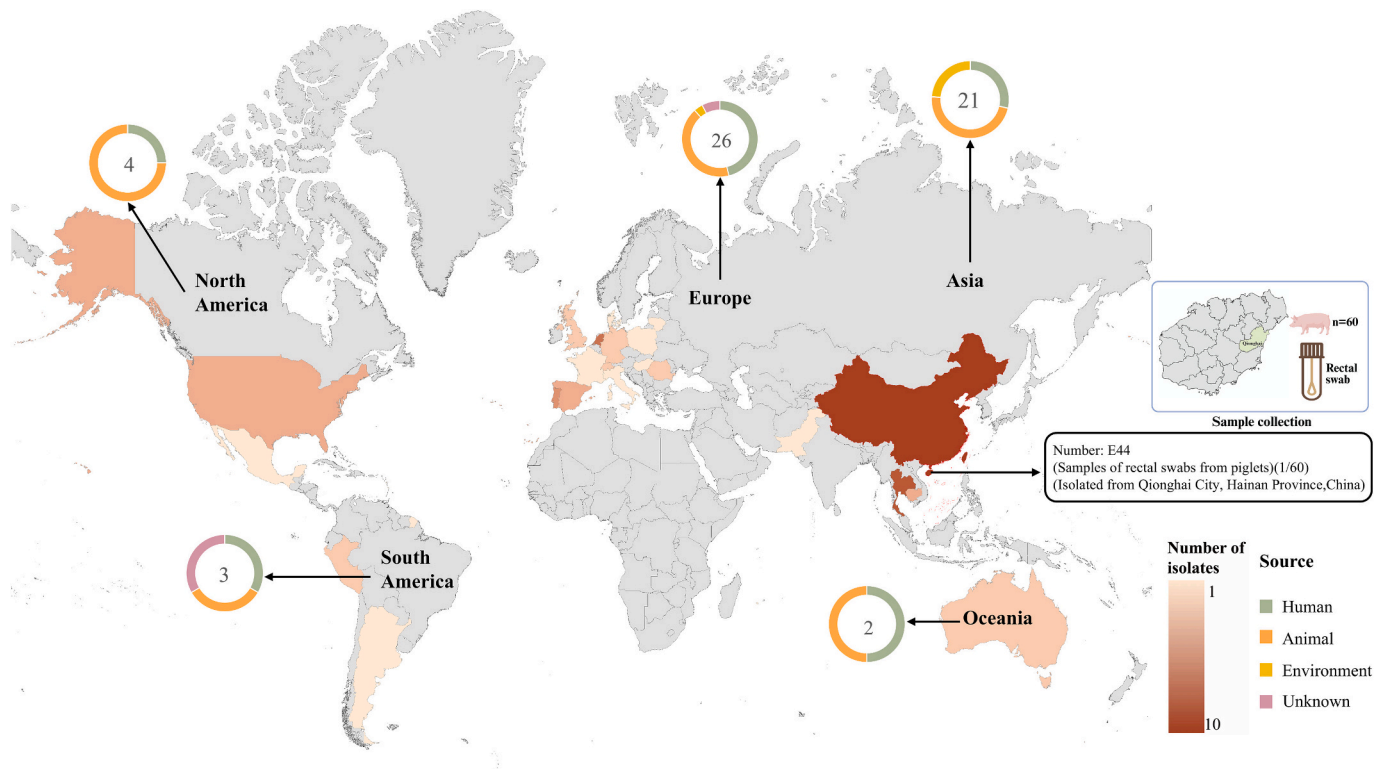 4
26
21
North
America
Europe
Asia
Qionghai
n=60
Rectal
swab
Sample collection
Number: E44
(Samples of rectal swabs from piglets)(1/60)
(Isolated from Qionghai City, Hainan Province,China)
3
South
America
2
Oceania
Number of
isolates
1
10
Source
Human
Animal
Environment
Unknown